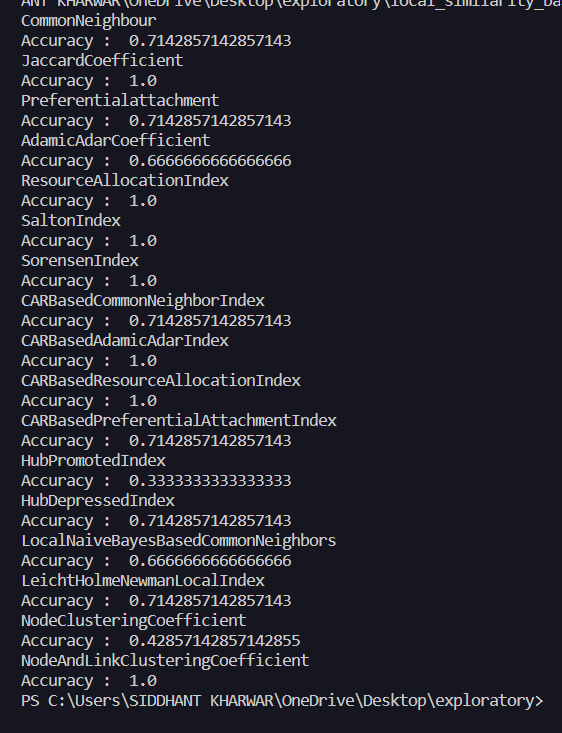 ANT KHARWAR\OneDrive\Desktop\exploratory\local_similarity_ba
CommonNeighbour
Accuracy :  0.7142857142857143
JaccardCoefficient
Accuracy :  1.0
Preferentialattachment
Accuracy :  0.7142857142857143
AdamicAdarCoefficient
Accuracy :  0.6666666666666666
ResourceAllocationIndex
Accuracy :  1.0
SaltonIndex
Accuracy :  1.0
SorensenIndex
Accuracy :  1.0
CARBasedCommonNeighborIndex
Accuracy :  0.7142857142857143
CARBasedAdamicAdarIndex
Accuracy :  1.0
CARBasedResourceAllocationIndex
Accuracy :  1.0
CARBasedPreferentialAttachmentIndex
Accuracy :  0.7142857142857143
HubPromotedIndex
Accuracy :  0.3333333333333333
HubDepressedIndex
Accuracy :  0.7142857142857143
LocalNaiveBayesBasedCommonNeighbors
Accuracy :  0.6666666666666666
LeichtHolmeNewmanLocalIndex
Accuracy :  0.7142857142857143
NodeClusteringCoefficient
Accuracy :  0.42857142857142855
NodeAndLinkClusteringCoefficient
Accuracy :  1.0
PS C:\Users\SIDDHANT KHARWAR\OneDrive\Desktop\exploratory>